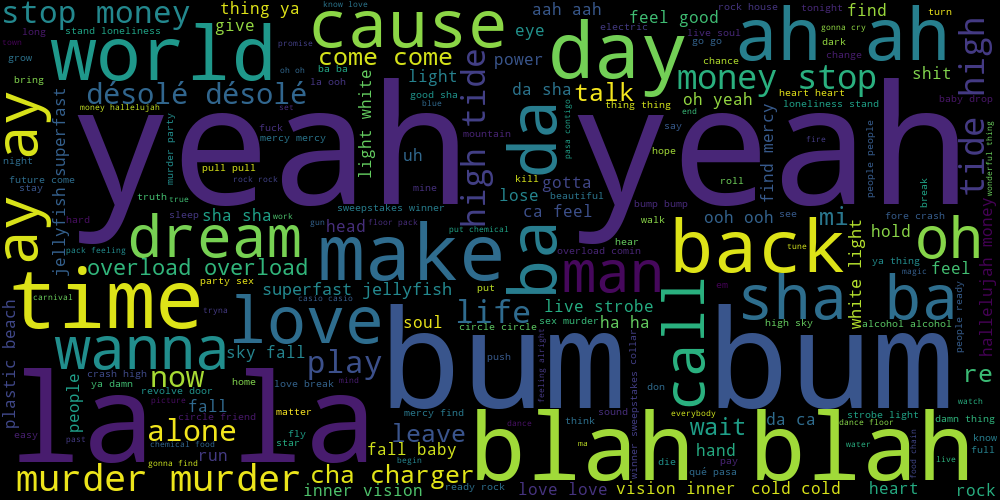 stop money
thing ya
give
cause
aah aah
eye
feel good
rock house
tonight
find
turn
know love
long
stand loneliness
world
come come
power
day
electric
live soul
go go
gonna cry
dark
change
ah ah
high
town
grow
bring
promise
oh oh
ba ba
la ooh
light
good sha
blue
da sha
talk
thing thing
money stop
chance
heart heart
loneliness stand
shit
baby drop
désolé désolé
money hallelujah
set
light white
high tide
oh yeah
end
tide
ay ay
jellyfish superfast
yeah yeah
murder party
fuck
mercy mercy
uh
mountain
ba da
pasa contigo
say
hope
find mercy
fire
people people
wonderful thing
night
future come
stay
truth
true
pull pull
rock rock
mine
kill
lose
gotta
beautiful
roll
break
hard
sleep
sha sha
work
sweepstakes winner
gun
head
floor pack
put chemical
ca feel
bump bump
walk
ooh ooh
see
mi
fore crash
hold
oh
pack feeling
dream
make
hear
overload comin
back
tune
ya thing
feel
magic
hallelujah money
overload overload
party sex
superfast jellyfish
put
man
em
white light
people ready
time
carnival
tryna
casio casio
love
life
live strobe
call
sha ba
high sky
alcohol alcohol
plastic beach
wanna
soul
circle circle
sex murder
ha ha
sky fall
play
bum bum
push
feeling alright
winner sweepstakes collar
crash high
now
home
love break
mind
don
re
watch
people
ya damn
revolve door
la la
picture
fall
circle friend
matter
mercy find
sound
everybody
da ca
strobe light
damn thing
easy
past
chemical food
alone
fly
star
leave
dance
think
wait
dance floor
know
full
gonna find
run
fall baby
begin
blah blah
ma
hand
die
pay
qué pasa
water
food chain
live
murder murder
cha charger
inner vision
ready rock
love love
vision inner
cold cold
heart
rock